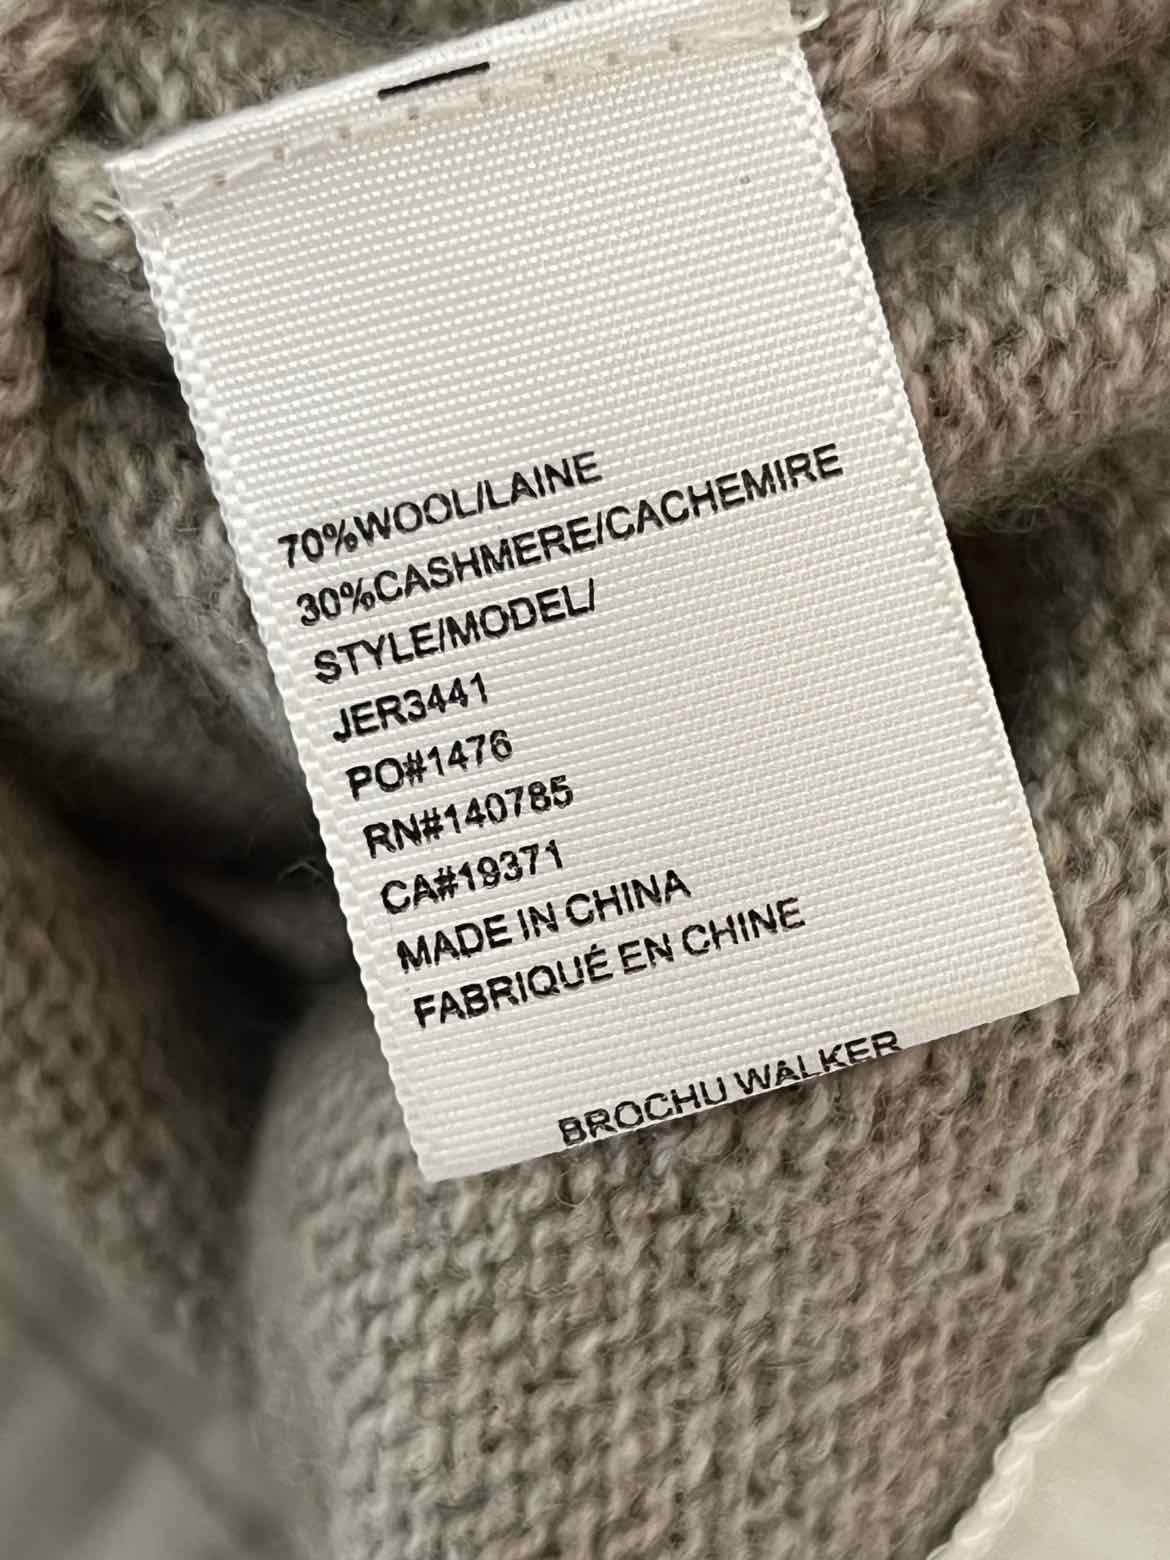 70%WOOL/LAINE
30%CASHMERE/CACHEMIRE
STYLE/MODEL/
JER3441
PO#1476
RN#140785
CA#19371
MADE IN CHINA
FABRIQUÉ EN CHINE
BROCHU WALKER